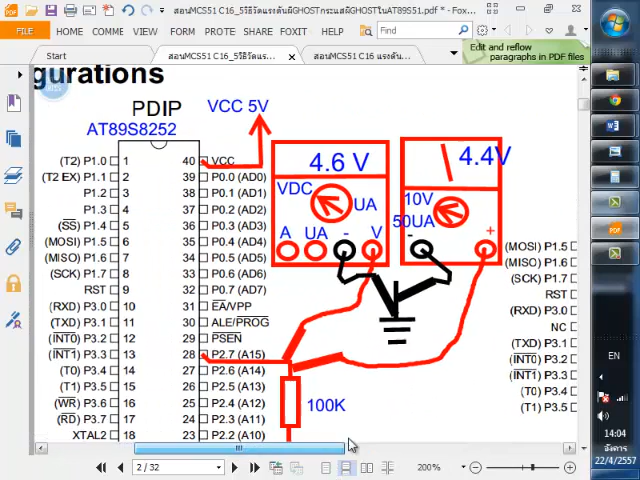 สอนMCS51 C16_วิธีวัดแรงดันผีGHOSTกระแสผีGHOSTในAT89S51.pdf * - Fox...
FILE HOME COMME VIEW FORM PROTE SHARE FOXIT HELP Find
Start สอนMCS51 C16_วิธีวัดแรงดันผี... สอนMCS51 C16 แรงดัน...
Edit and reflow
paragraphs in PDF files
gurations
PDIP
AT89S8252
VCC 5V
(T2) P1.0 1 40 VCC
(T2 EX) P1.1 2 39 P0.0 (AD0)
P1.2 3 38 P0.1 (AD1)
P1.3 4 37 P0.2 (AD2)
(SS) P1.4 5 36 P0.3 (AD3)
(MOSI) P1.5 6 35 P0.4 (AD4)
(MISO) P1.6 7 34 P0.5 (AD5)
(SCK) P1.7 8 33 P0.6 (AD6)
RST 9 32 P0.7 (AD7)
(RXD) P3.0 10 31 EA/VPP
(TXD) P3.1 11 30 ALE/PROG
(INT0) P3.2 12 29 PSEN
(INT1) P3.3 13 28 P2.7 (A15)
(T0) P3.4 14 27 P2.6 (A14)
(T1) P3.5 15 26 P2.5 (A13)
(WR) P3.6 16 25 P2.4 (A12)
(RD) P3.7 17 24 P2.3 (A11)
XTAL2 18 23 P2.2 (A10)
4.6 V
VDC
UA
A UA - V
4.4V
10V
50UA
- +
100K
(MOSI) P1.5
(MISO) P1.6
(SCK) P1.7
RST
(RXD) P3.0
NC
(TXD) P3.1
(INT0) P3.2
(INT1) P3.3
(T0) P3.4
(T1) P3.5
2 / 32
200%
EN
14:04
อังคาร
22/4/2557